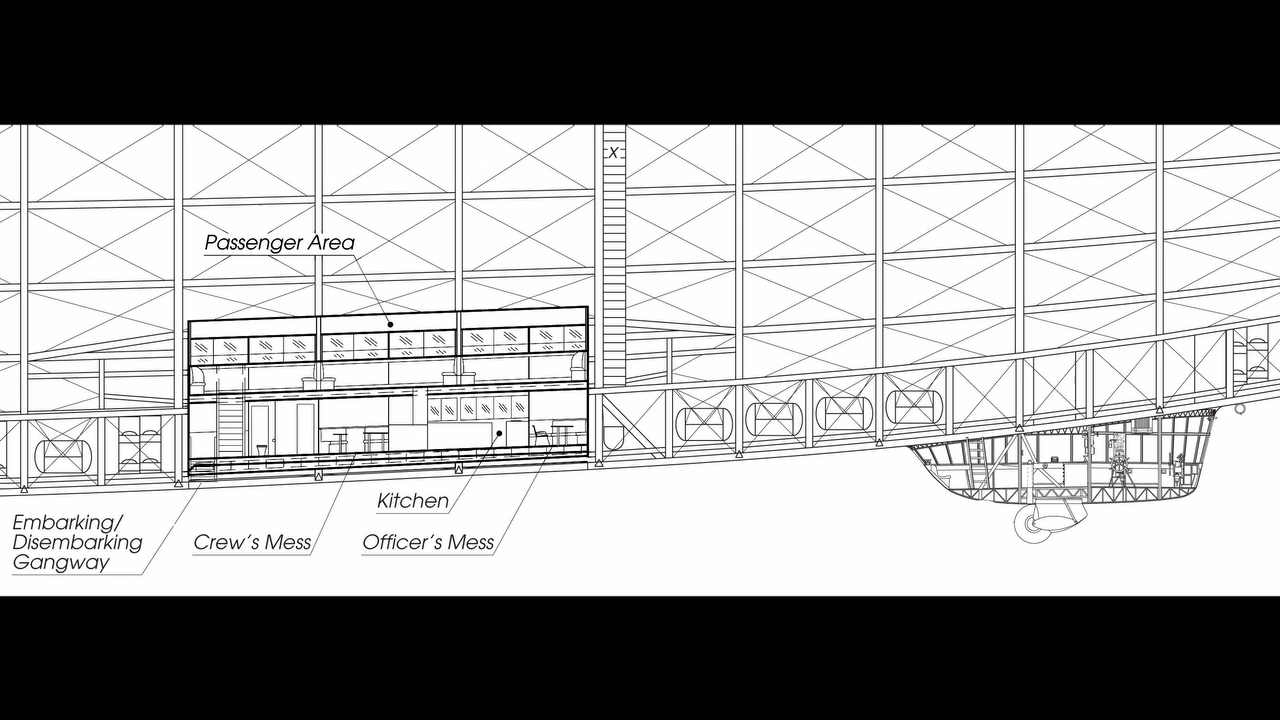 X
Passenger Area
Kitchen
Embarking/
Disembarking
Gangway
Crew's Mess
Officer's Mess